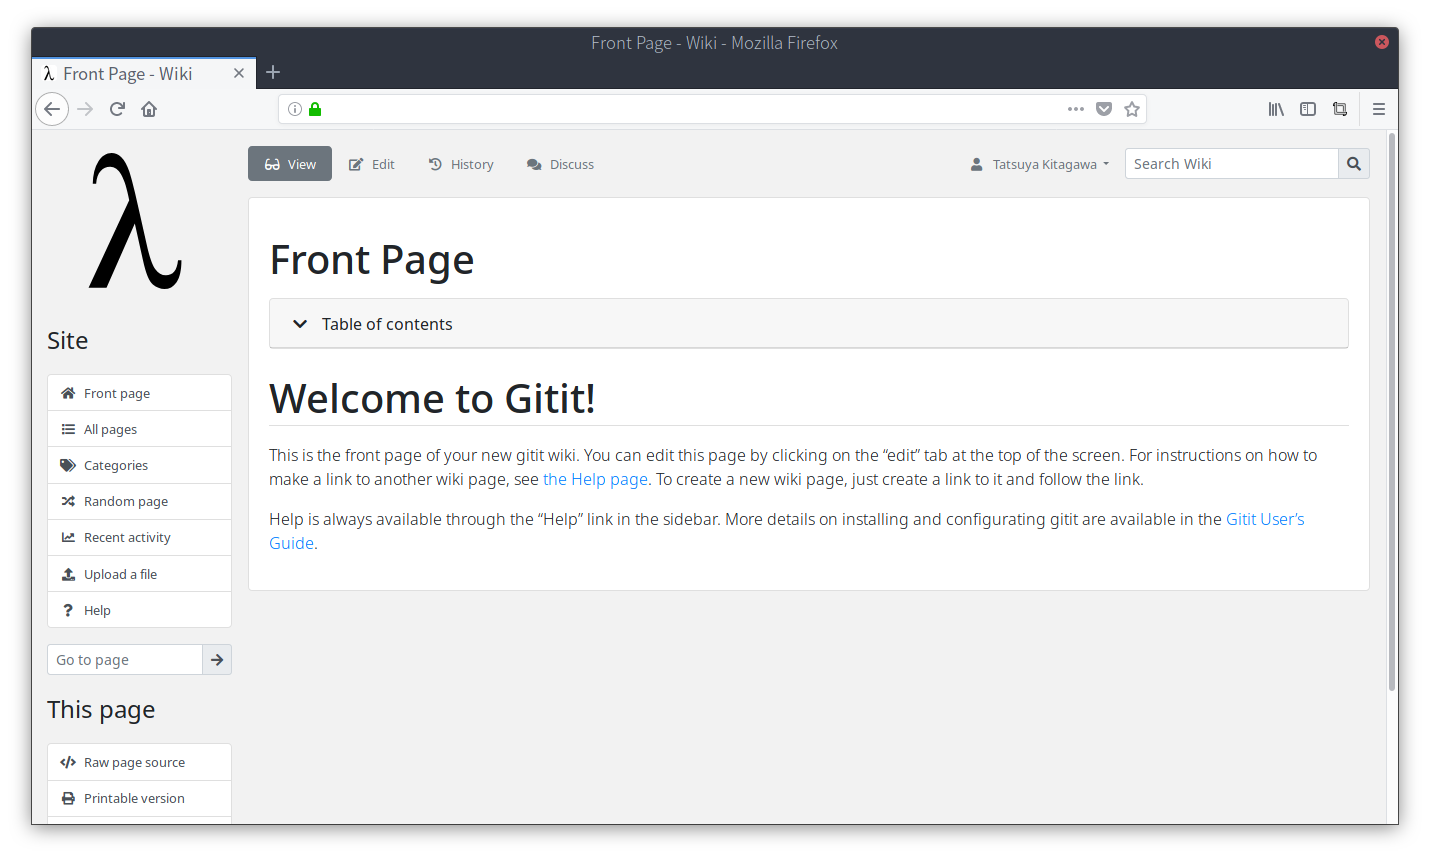 Front Page - Wiki - Mozilla Firefox
λ Front Page - Wiki
View Edit History Discuss Tatsuya Kitagawa Search Wiki
λ
Front Page
Table of contents
Welcome to Gitit!
This is the front page of your new gitit wiki. You can edit this page by clicking on the “edit” tab at the top of the screen. For instructions on how to
make a link to another wiki page, see the Help page. To create a new wiki page, just create a link to it and follow the link.
Help is always available through the “Help” link in the sidebar. More details on installing and configurating gitit are available in the Gitit User’s
Guide.
Site
Front page
All pages
Categories
Random page
Recent activity
Upload a file
Help
Go to page
This page
Raw page source
Printable version